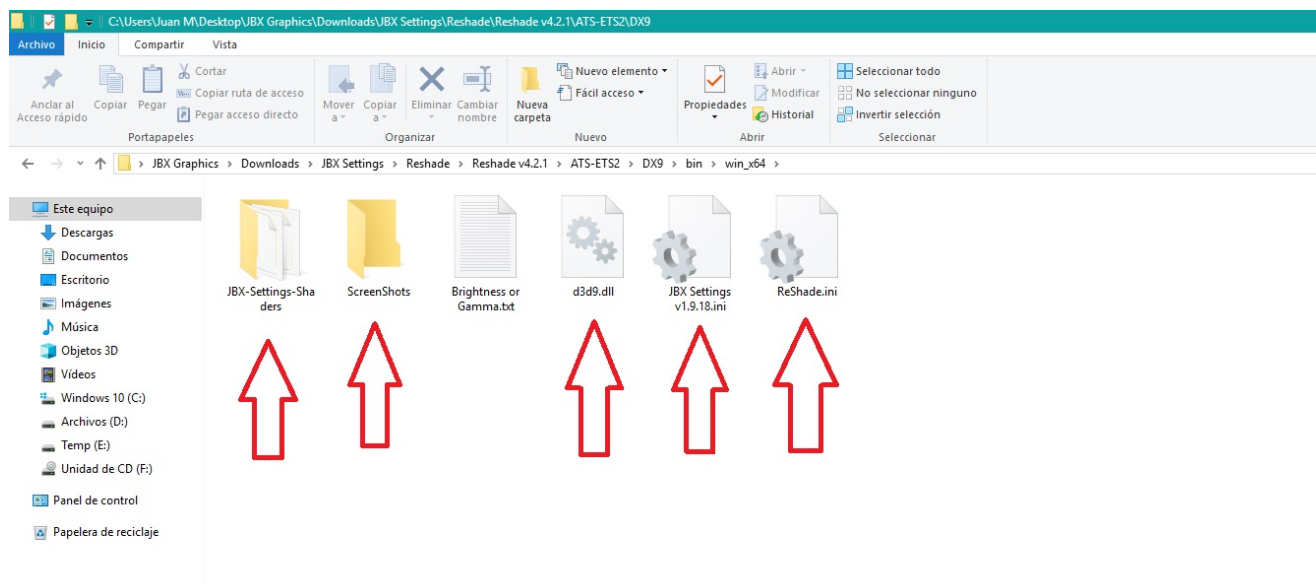 C:\Users\Juan M\Desktop\JBX Graphics\Downloads\JBX Settings\Reshade\Reshade v4.2.1\ATS-ETS2\DX9
Archivo Inicio Compartir Vista
Anclar al Acceso rápido
Copiar
Pegar
Cortar
Copiar ruta de acceso
Pegar acceso directo
Portapapeles
Mover a
Copiar a
Eliminar
Cambiar nombre
Organizar
Nueva carpeta
Nuevo elemento
Fácil acceso
Nuevo
Propiedades
Abrir
Modificar
Historial
Abrir
Seleccionar todo
No seleccionar ninguno
Invertir selección
Seleccionar
JBX Graphics > Downloads > JBX Settings > Reshade > Reshade v4.2.1 > ATS-ETS2 > DX9 > bin > win_x64 >
Este equipo
Descargas
Documentos
Escritorio
Imágenes
Música
Objetos 3D
Vídeos
Windows 10 (C:)
Archivos (D:)
Temp (E:)
Unidad de CD (F:)
Panel de control
Papelera de reciclaje
JBX-Settings-Sha
ders
ScreenShots
Brightness or
Gamma.txt
d3d9.dll
JBX Settings
v1.9.18.ini
ReShade.ini